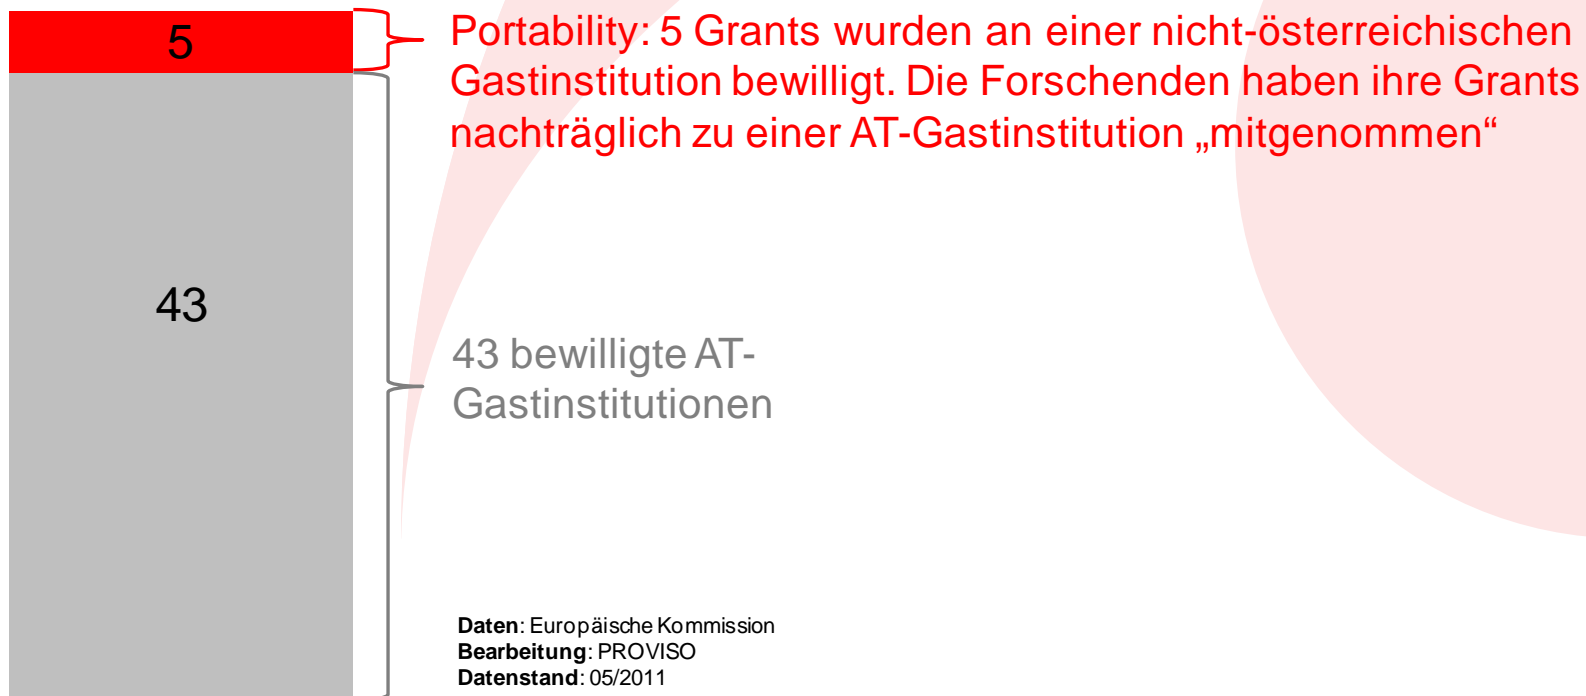 5
Portability: 5 Grants wurden an einer nicht-österreichischen
Gastinstitution bewilligt. Die Forschenden haben ihre Grants
nachträglich zu einer AT-Gastinstitution „mitgenommen“
43
43 bewilligte AT-
Gastinstitutionen
Daten: Europäische Kommission
Bearbeitung: PROVISO
Datenstand: 05/2011